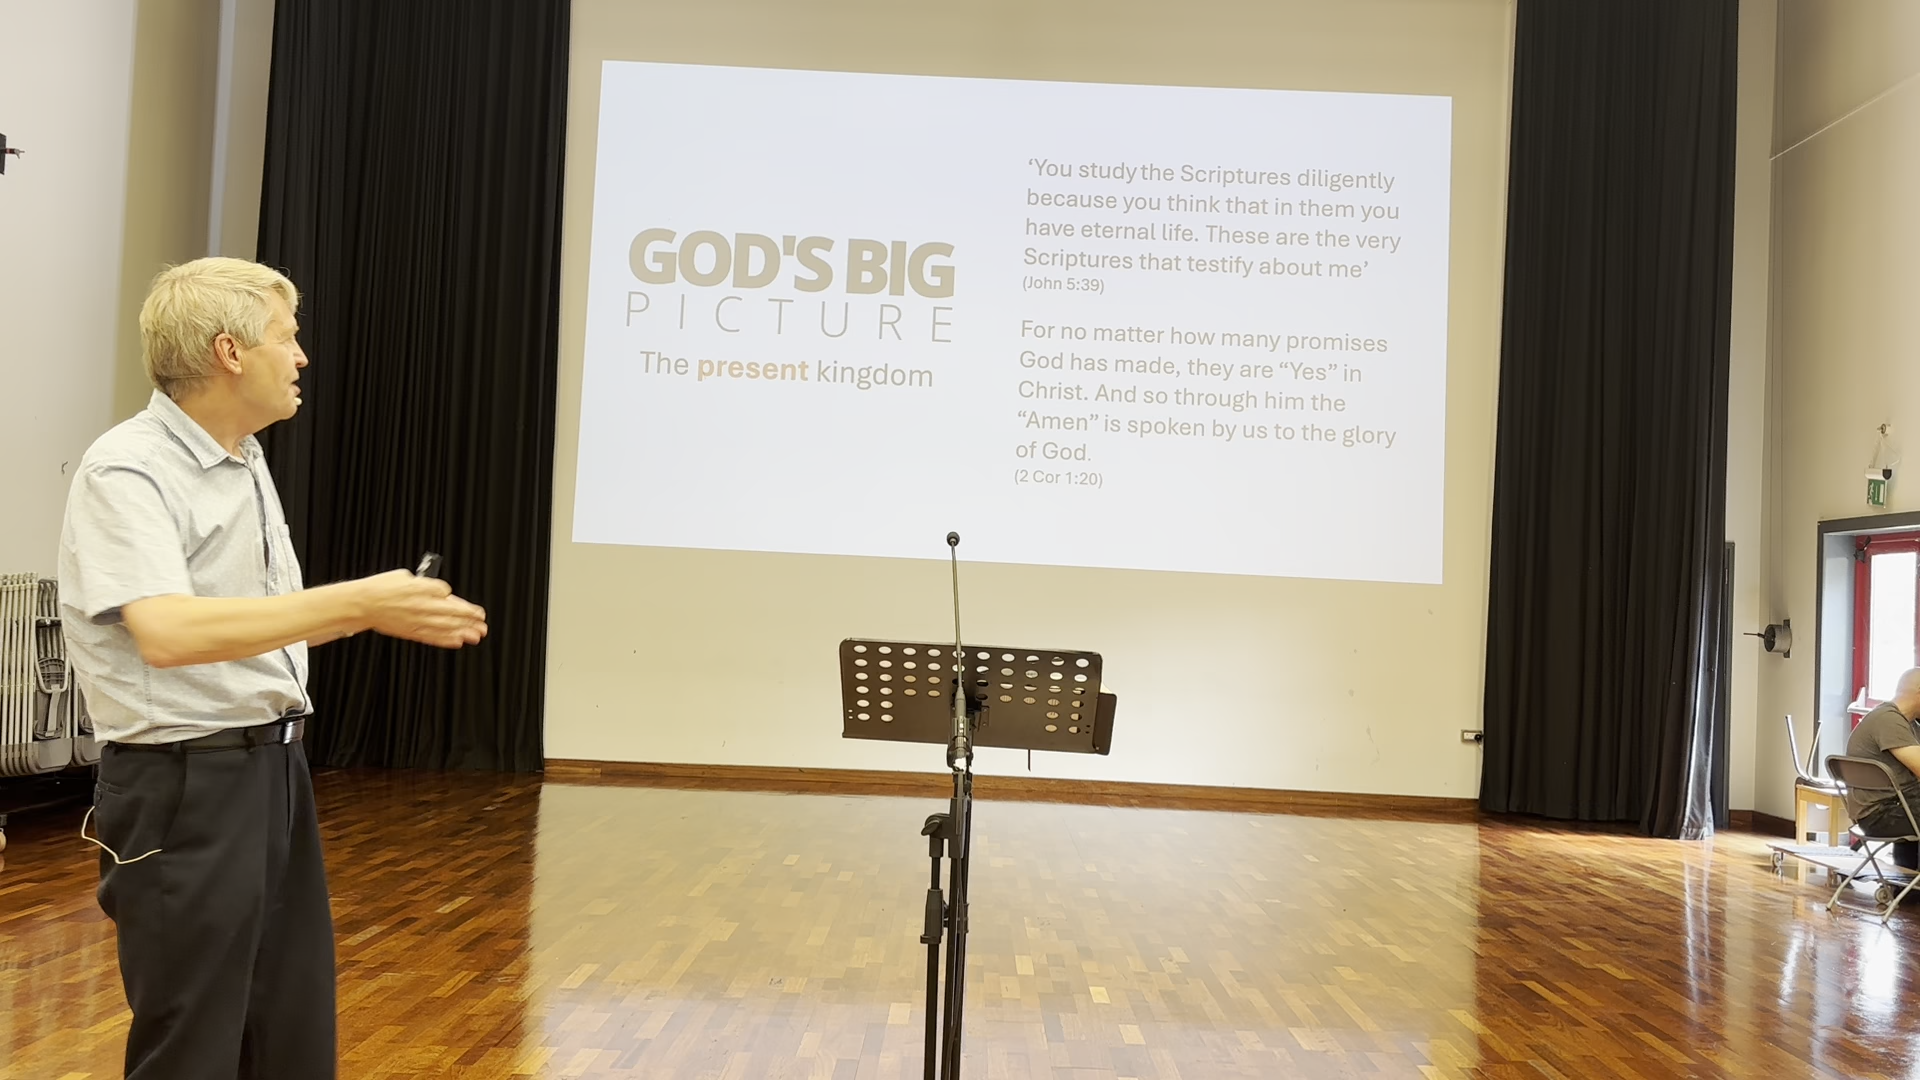 GOD'S BIG
PICTURE
The present kingdom
‘You study the Scriptures diligently
because you think that in them you
have eternal life. These are the very
Scriptures that testify about me’
(John 5:39)
For no matter how many promises
God has made, they are “Yes” in
Christ. And so through him the
“Amen” is spoken by us to the glory
of God.
(2 Cor 1:20)